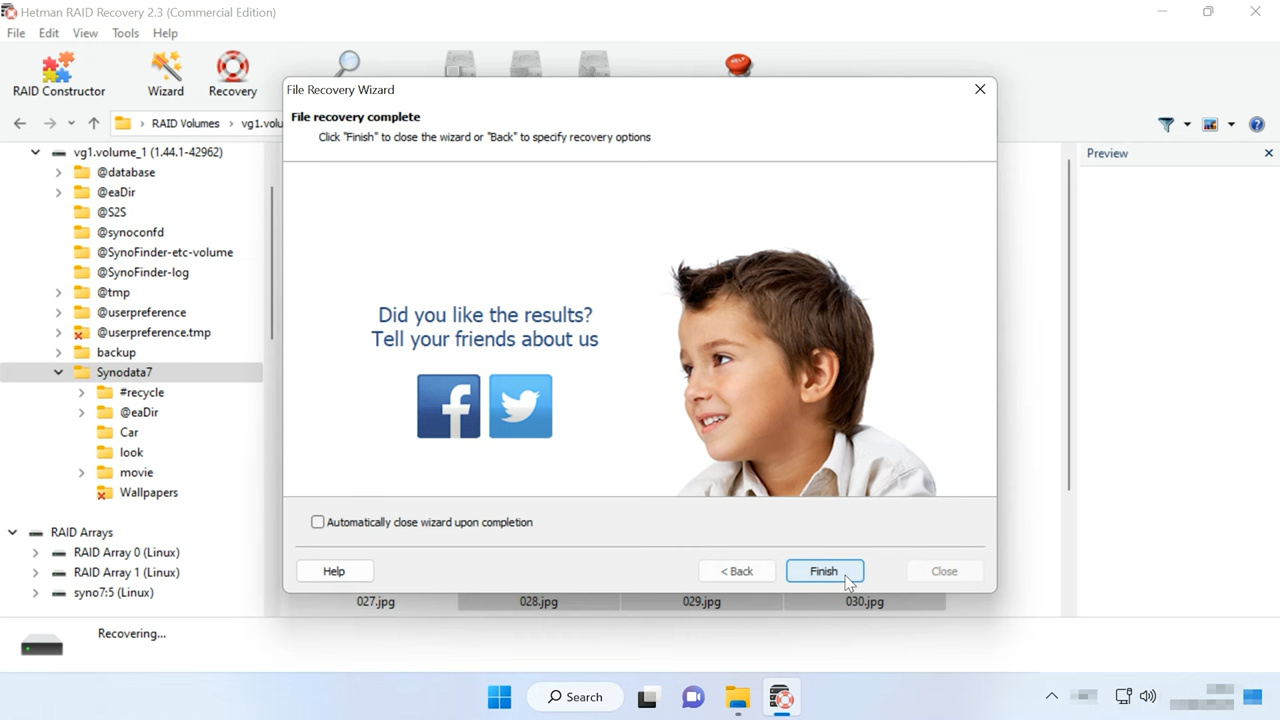 Hetman RAID Recovery 2.3 (Commercial Edition)
File Edit View Tools Help
RAID Constructor
Wizard
Recovery
HELP
RAID Volumes
vg1.volu
File Recovery Wizard
File recovery complete
Click "Finish" to close the wizard or "Back" to specify recovery options
Did you like the results?
Tell your friends about us
Automatically close wizard upon completion
Help
< Back
Finish
Close
vg1.volume_1 (1.44.1-42962)
@database
@eaDir
@S2S
@synoconfd
@SynoFinder-etc-volume
@SynoFinder-log
@tmp
@userpreference
@userpreference.tmp
backup
Synodata7
#recycle
@eaDir
Car
look
movie
Wallpapers
RAID Arrays
RAID Array 0 (Linux)
RAID Array 1 (Linux)
syno7:5 (Linux)
027.jpg
028.jpg
029.jpg
030.jpg
Preview
Recovering...
Search